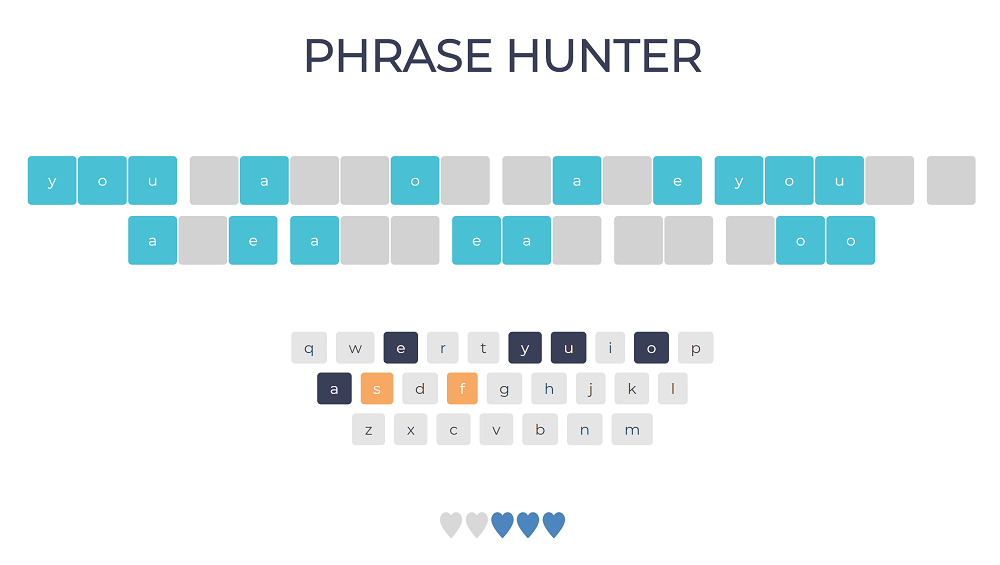 PHRASE HUNTER
y o u a o a e y o u
a e a e a o o
q w e r t y u i o p
a s d f g h j k l
z x c v b n m